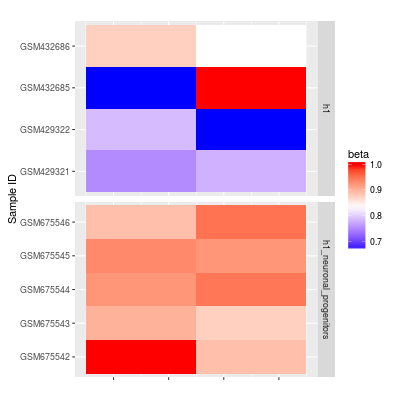 GSM432686
GSM432685
GSM429322
GSM429321
h1
GSM675546
GSM675545
GSM675544
GSM675543
GSM675542
h1_neuronal_progenitors
Sample ID
beta
1.0
0.9
0.8
0.7